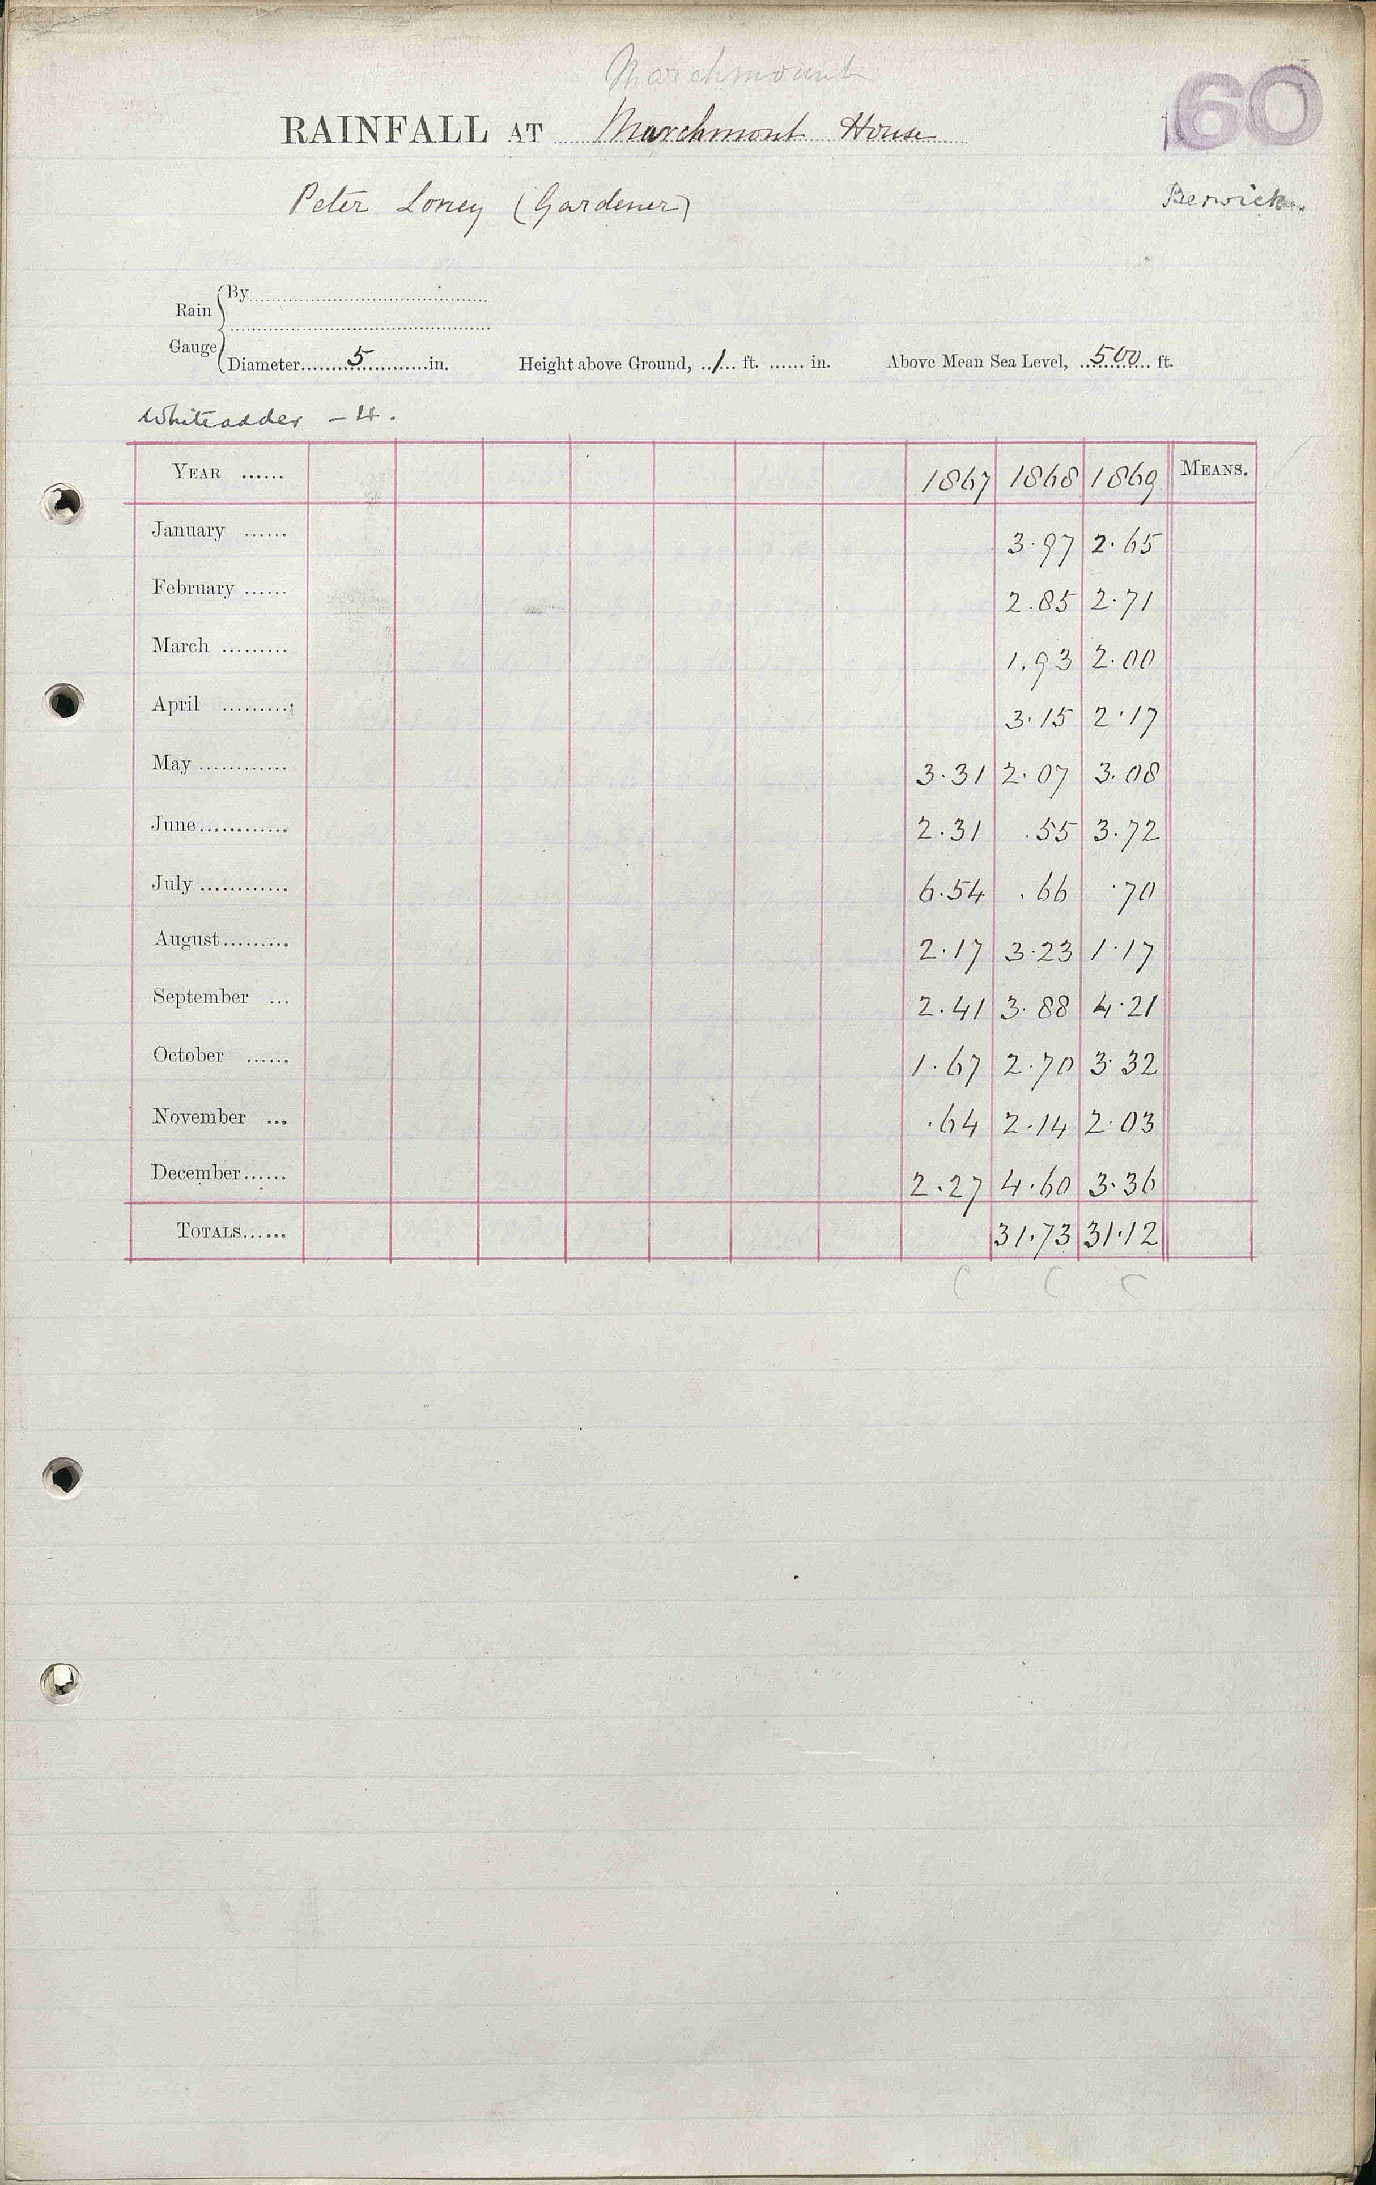 Marchmount
60
RAINFALL AT Marchmont House
Peter Loney (Gardener)
Berwick.
Rain Gauge
By
Diameter 5 in. Height above Ground, 1 ft. in. Above Mean Sea Level, 500 ft.
Whiteadder - 4.
YEAR 1867 1868 1869 MEANS.
January 3.97 2.65
February 2.85 2.71
March 1.93 2.00
April 3.15 2.17
May 3.31 2.07 3.08
June 2.31 .55 3.72
July 6.54 .66 .70
August 2.17 3.23 1.17
September 2.41 3.88 4.21
October 1.67 2.70 3.32
November .64 2.14 2.03
December 2.27 4.60 3.36
TOTALS 31.73 31.12
C C C